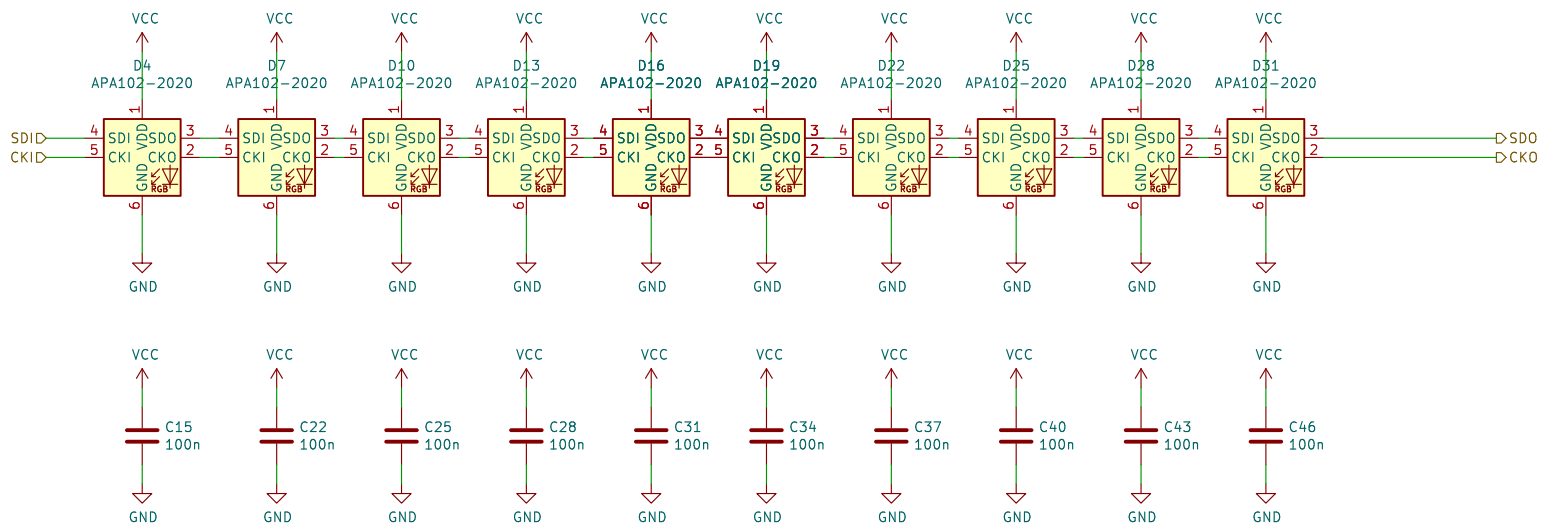 VCC VCC VCC VCC VCC VCC VCC VCC VCC VCC
D4 D7 D10 D13 D16 D19 D22 D25 D28 D31
APA102-2020 APA102-2020 APA102-2020 APA102-2020 APA102-2020 APA102-2020 APA102-2020 APA102-2020 APA102-2020 APA102-2020
1 1 1 1 1 1 1 1 1 1
VDD VDD VDD VDD VDD VDD VDD VDD VDD VDD
SDI 4 SDI SDO 3 4 SDI SDO 3 4 SDI SDO 3 4 SDI SDO 3 4 SDI SDO 3 4 SDI SDO 3 4 SDI SDO 3 4 SDI SDO 3 4 SDI SDO 3 4 SDI SDO 3 SDO
CKI 5 CKI CKO 2 5 CKI CKO 2 5 CKI CKO 2 5 CKI CKO 2 5 CKI CKO 2 5 CKI CKO 2 5 CKI CKO 2 5 CKI CKO 2 5 CKI CKO 2 5 CKI CKO 2 CKO
GND GND GND GND GND GND GND GND GND GND
RGB RGB RGB RGB RGB RGB RGB RGB RGB RGB
6 6 6 6 6 6 6 6 6 6
GND GND GND GND GND GND GND GND GND GND
VCC VCC VCC VCC VCC VCC VCC VCC VCC VCC
C15 C22 C25 C28 C31 C34 C37 C40 C43 C46
100n 100n 100n 100n 100n 100n 100n 100n 100n 100n
GND GND GND GND GND GND GND GND GND GND